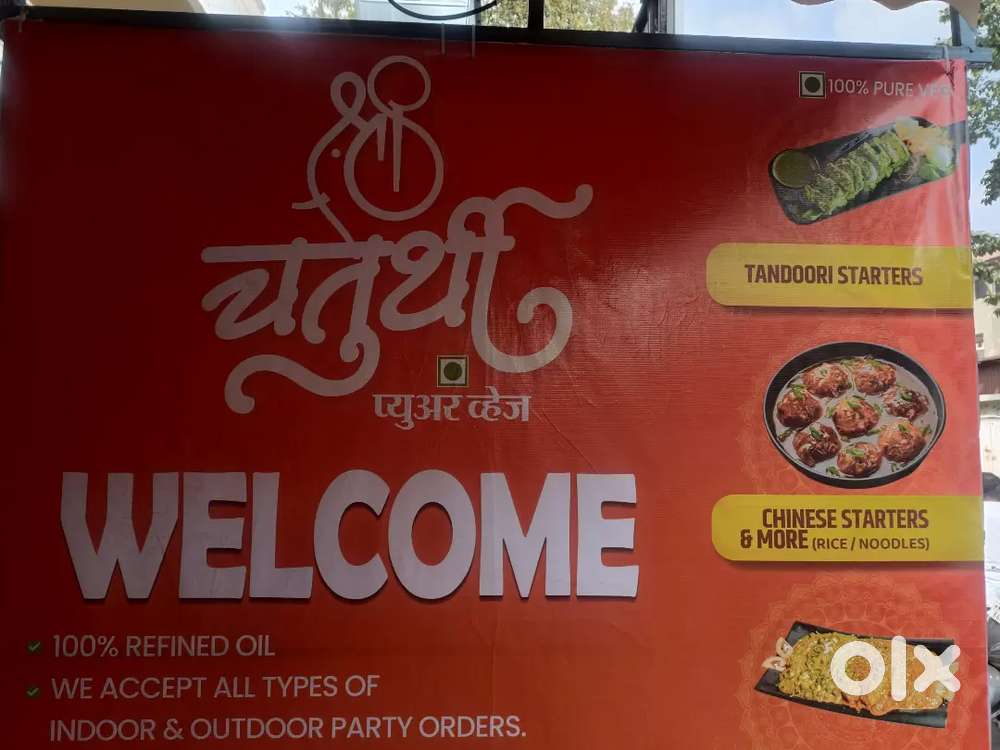 श्री
100% PURE VEG
चतुर्थी
प्युअर व्हेज
TANDOORI STARTERS
WELCOME
CHINESE STARTERS
& MORE (RICE / NOODLES)
100% REFINED OIL
WE ACCEPT ALL TYPES OF
INDOOR & OUTDOOR PARTY ORDERS.
olx